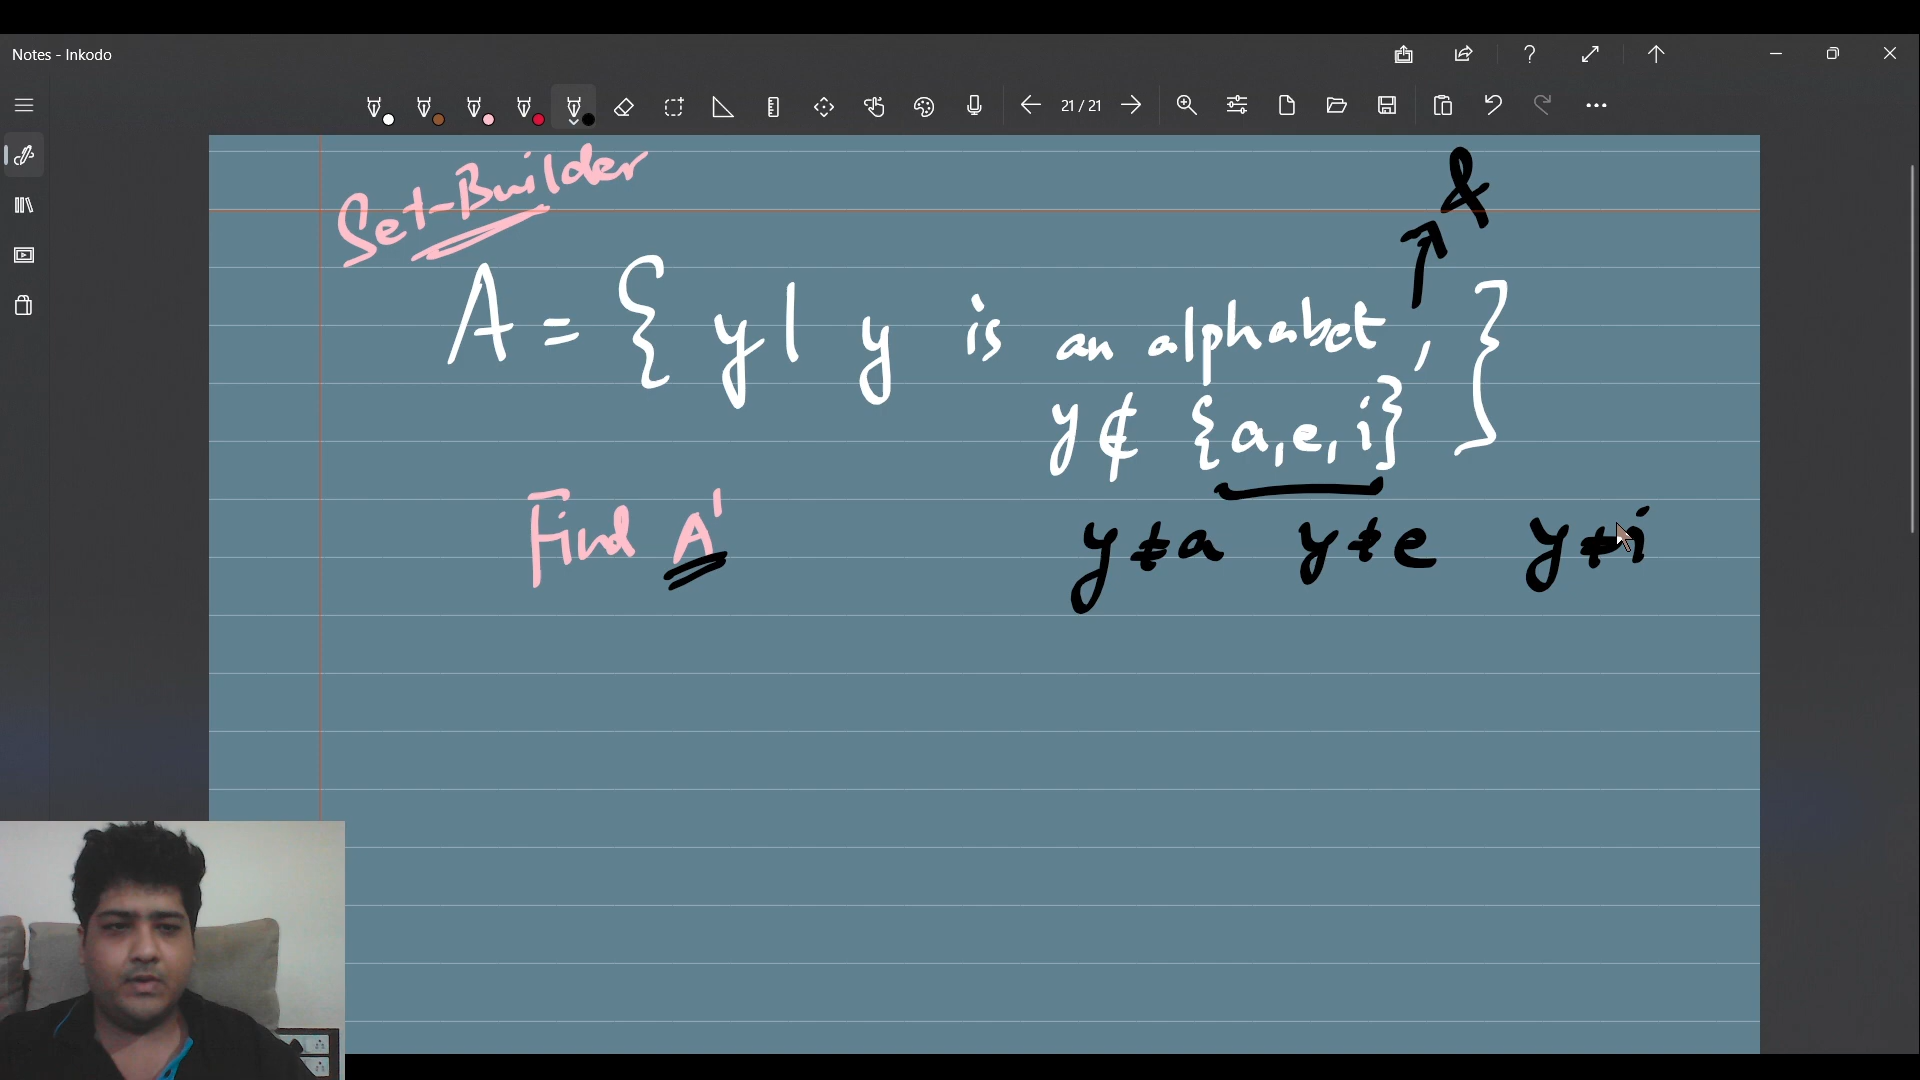 Notes - Inkodo
21 / 21
Set-Builder
&
A = { y | y is an alphabet, }
y ∉ {a, e, i}
Find A'
y ≠ a y ≠ e y ≠ i